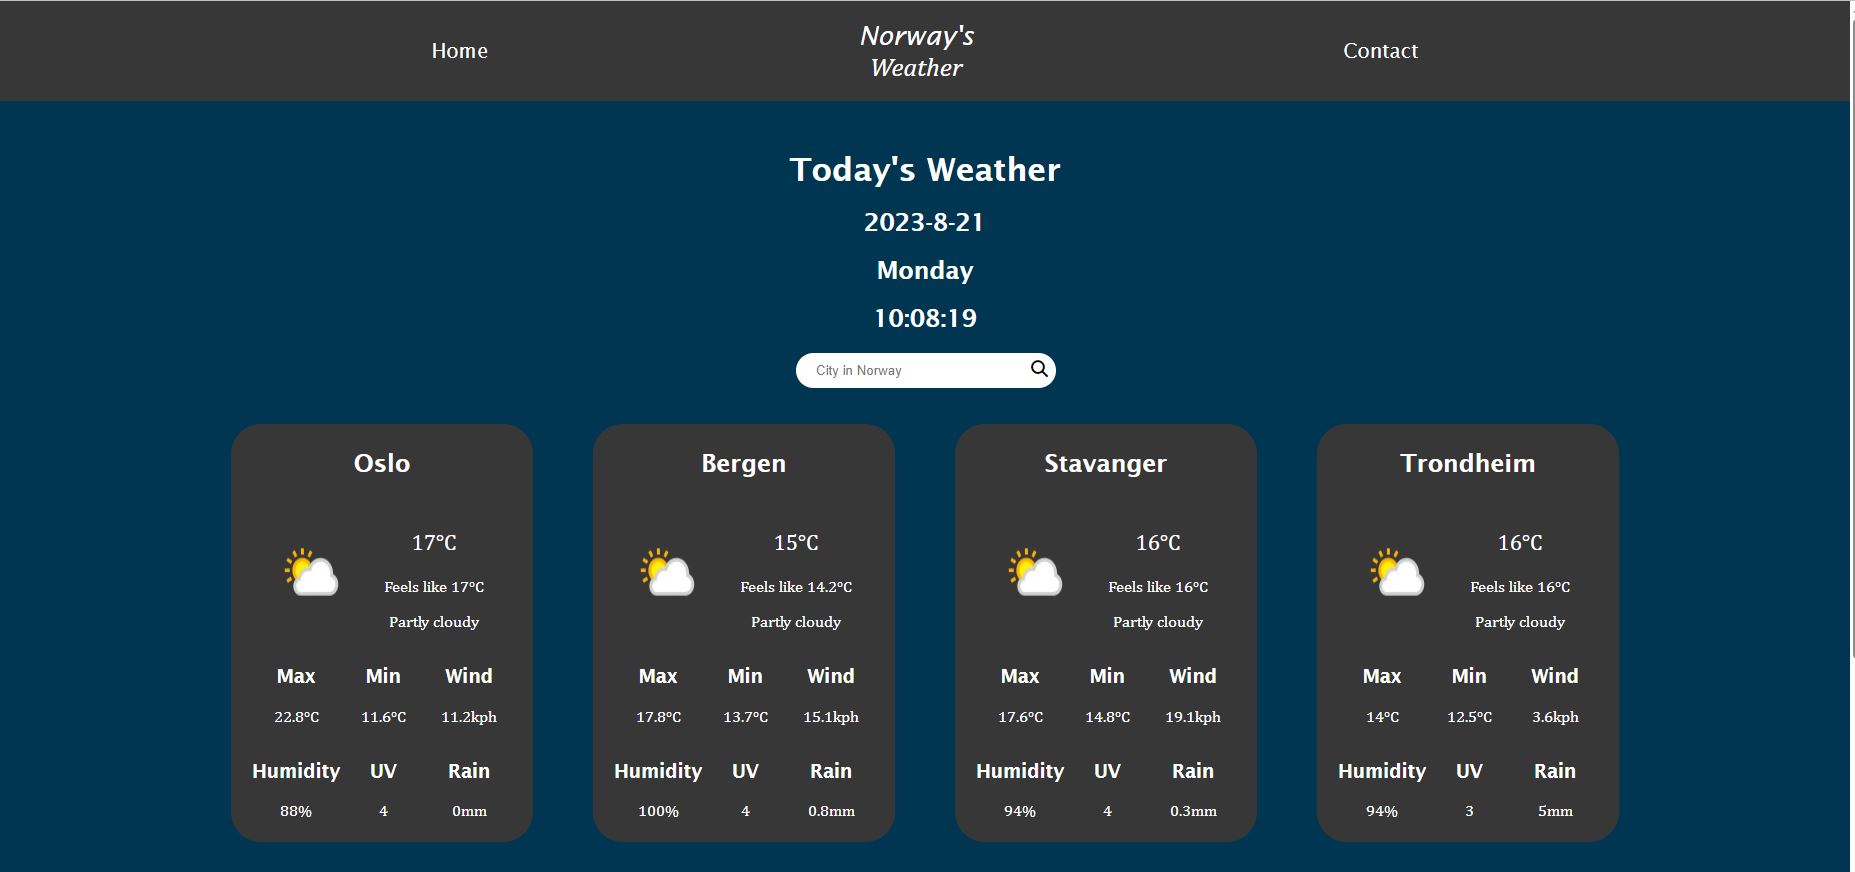 Home
Norway's
Weather
Contact
Today's Weather
2023-8-21
Monday
10:08:19
City in Norway
Oslo
17°C
Feels like 17°C
Partly cloudy
Max Min Wind
22.8°C 11.6°C 11.2kph
Humidity UV Rain
88% 4 0mm
Bergen
15°C
Feels like 14.2°C
Partly cloudy
Max Min Wind
17.8°C 13.7°C 15.1kph
Humidity UV Rain
100% 4 0.8mm
Stavanger
16°C
Feels like 16°C
Partly cloudy
Max Min Wind
17.6°C 14.8°C 19.1kph
Humidity UV Rain
94% 4 0.3mm
Trondheim
16°C
Feels like 16°C
Partly cloudy
Max Min Wind
14°C 12.5°C 3.6kph
Humidity UV Rain
94% 3 5mm